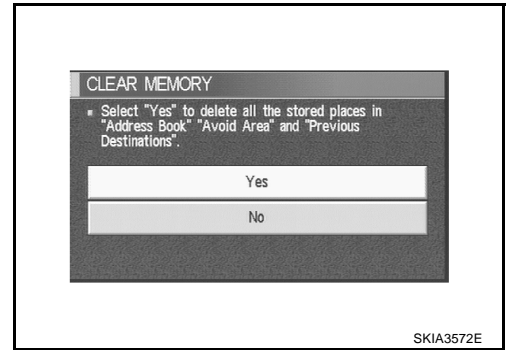 CLEAR MEMORY
Select "Yes" to delete all the stored places in
"Address Book" "Avoid Area" and "Previous
Destinations".
Yes
No
SKIA3572E